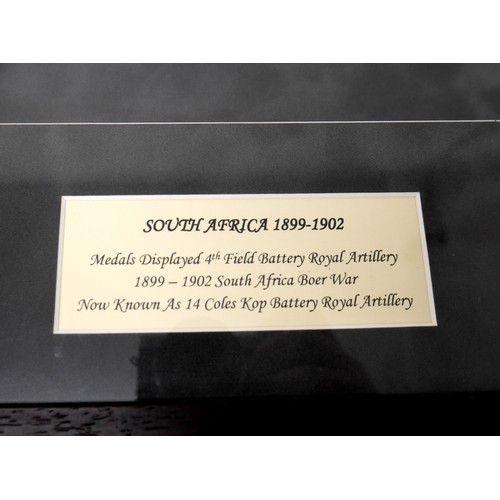 SOUTH AFRICA 1899-1902
Medals Displayed 4th Field Battery Royal Artillery
1899 – 1902 South Africa Boer War
Now Known As 14 Coles Kop Battery Royal Artillery